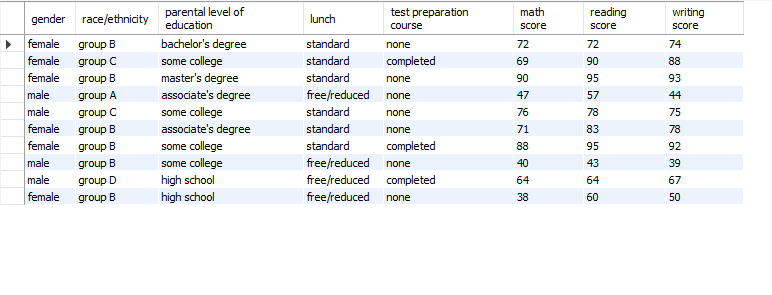 gender race/ethnicity parental level of education lunch test preparation course math score reading score writing score
female group B bachelor's degree standard none 72 72 74
female group C some college standard completed 69 90 88
female group B master's degree standard none 90 95 93
male group A associate's degree free/reduced none 47 57 44
male group C some college standard none 76 78 75
female group B associate's degree standard none 71 83 78
female group B some college standard completed 88 95 92
male group B some college free/reduced none 40 43 39
male group D high school free/reduced completed 64 64 67
female group B high school free/reduced none 38 60 50